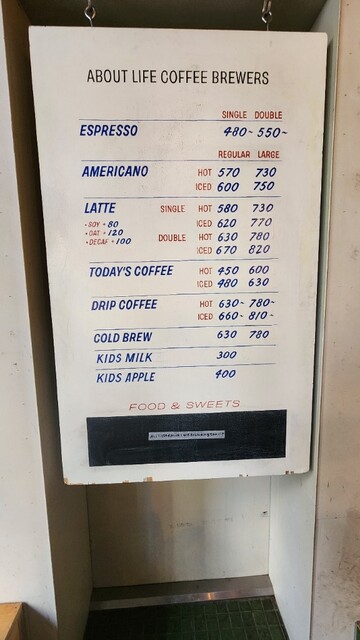 ABOUT LIFE COFFEE BREWERS
SINGLE DOUBLE
ESPRESSO 480~ 550~
REGULAR LARGE
AMERICANO HOT 570 730
ICED 600 750
LATTE SINGLE HOT 580 730
• SOY + 80 ICED 620 770
• OAT + 120 DOUBLE HOT 630 780
• DECAF + 100 ICED 670 820
TODAY'S COFFEE HOT 450 600
ICED 480 630
DRIP COFFEE HOT 630~ 780~
ICED 660~ 810~
COLD BREW 630 780
KIDS MILK 300
KIDS APPLE 400
FOOD & SWEETS